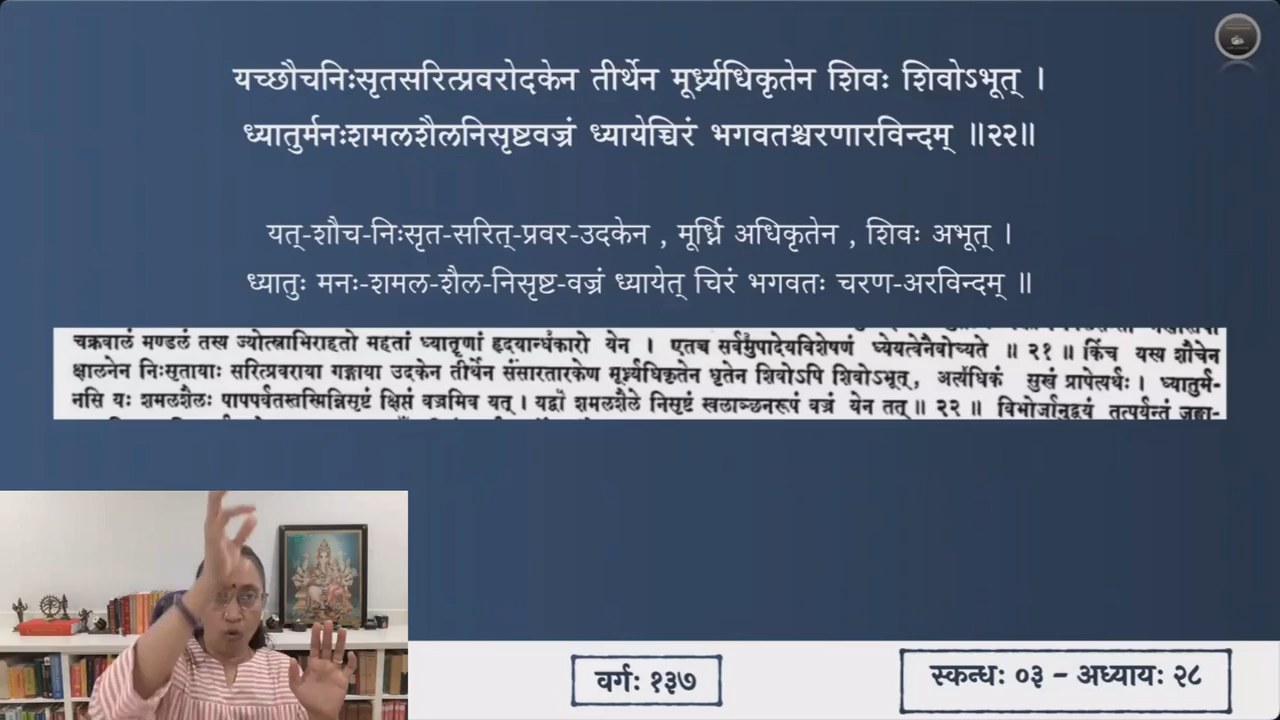 यच्छौचनिःसृतसरित्प्रवरोदकेन तीर्थेन मूर्ध्न्यधिकृतेन शिवः शिवोऽभूत् ।
ध्यातुर्मनःशमलशैलनिसृष्टवज्रं ध्यायेच्चिरं भगवतश्चरणारविन्दम् ॥२२॥
यत्-शौच-निःसृत-सरित्-प्रवर-उदकेन , मूर्ध्नि अधिकृतेन , शिवः अभूत् ।
ध्यातुः मनः-शमल-शैल-निसृष्ट-वज्रं ध्यायेत् चिरं भगवतः चरण-अरविन्दम् ॥
चक्रवालं मण्डलं तस्य ज्योत्स्नाभिराहतो महतां ध्यातॄणां हृदयान्धकारो येन । एतच्च सर्वमुपादेयविशेषणं ध्येयत्वेनैवोच्यते ॥ २१ ॥ किंच यस्य शौचेन
क्षालनेन निःसृतायाः सरित्प्रवराया गङ्गाया उदकेन तीर्थेन संसारतारकेण मूर्ध्न्यधिकृतेन धृतेन शिवोऽपि शिवोऽभूत्, अत्यधिकं सुखं प्रापेत्यर्थः । ध्यातुर्म-
नसि यः शमलशैलः पापपर्वतस्तस्मिन्निसृष्टं क्षिप्तं वज्रमिव यत् । यद्वा शमलशैले निसृष्टं स्वलाञ्छनरूपं वज्रं येन तत् ॥ २२ ॥ विभोर्जानुद्वयं तत्पर्यन्तं जङ्घा-
वर्गः १३७
स्कन्धः ०३ - अध्यायः २८